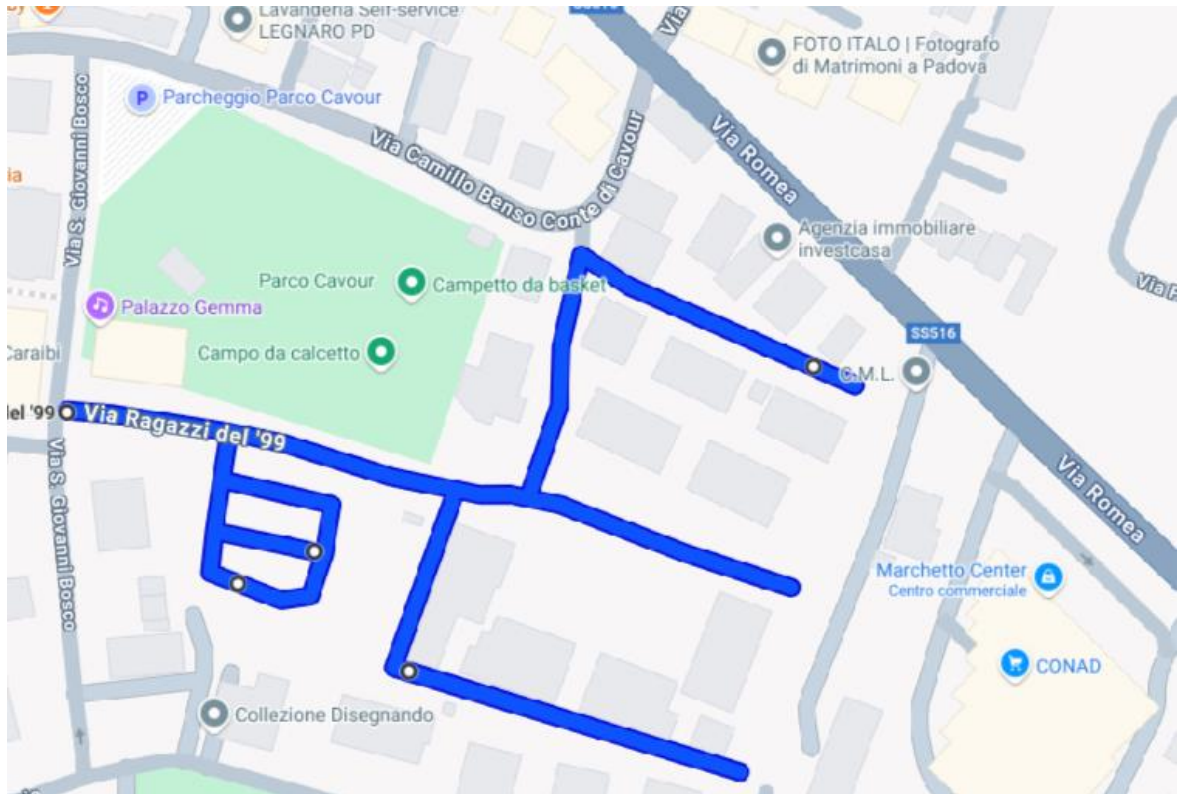 Lavanderia Self-service
LEGNARO PD
FOTO ITALO | Fotografo
di Matrimoni a Padova
P
Parcheggio Parco Cavour
Via S. Giovanni Bosco
Via Camillo Benso Conte di Cavour
Via
Via Romea
Agenzia immobiliare
investcasa
Parco Cavour
Campetto da basket
Palazzo Gemma
Campo da calcetto
SS516
Caraibi
C.M.L.
del '99
Via Ragazzi del '99
Via S. Giovanni Bosco
Via Romea
Marchetto Center
Centro commerciale
CONAD
Collezione Disegnando